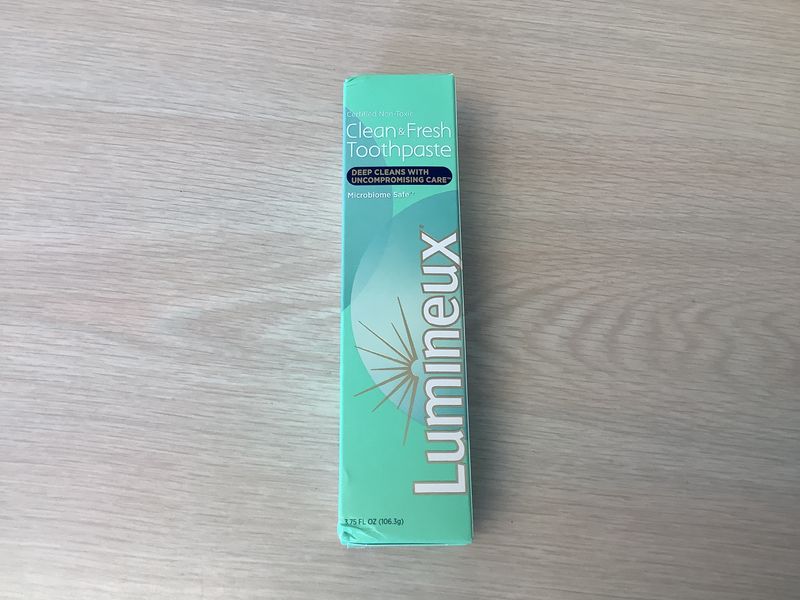 Certified Non-Toxic
Clean & Fresh
Toothpaste
DEEP CLEANS WITH
UNCOMPROMISING CARE™
Microbiome Safe™
Lumineux®
3.75 FL OZ (106.3g)